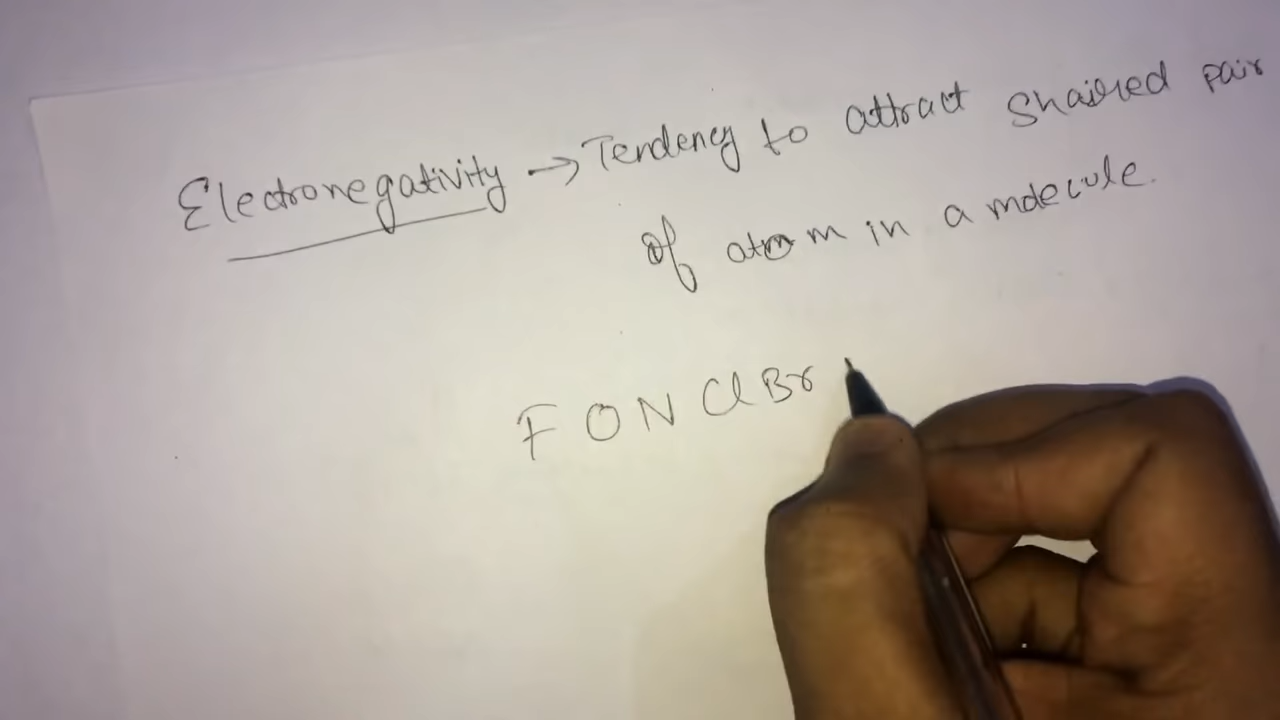 Electronegativity → Tendency to attract Shaired pair
of atom in a molecule.
F O N Cl Br